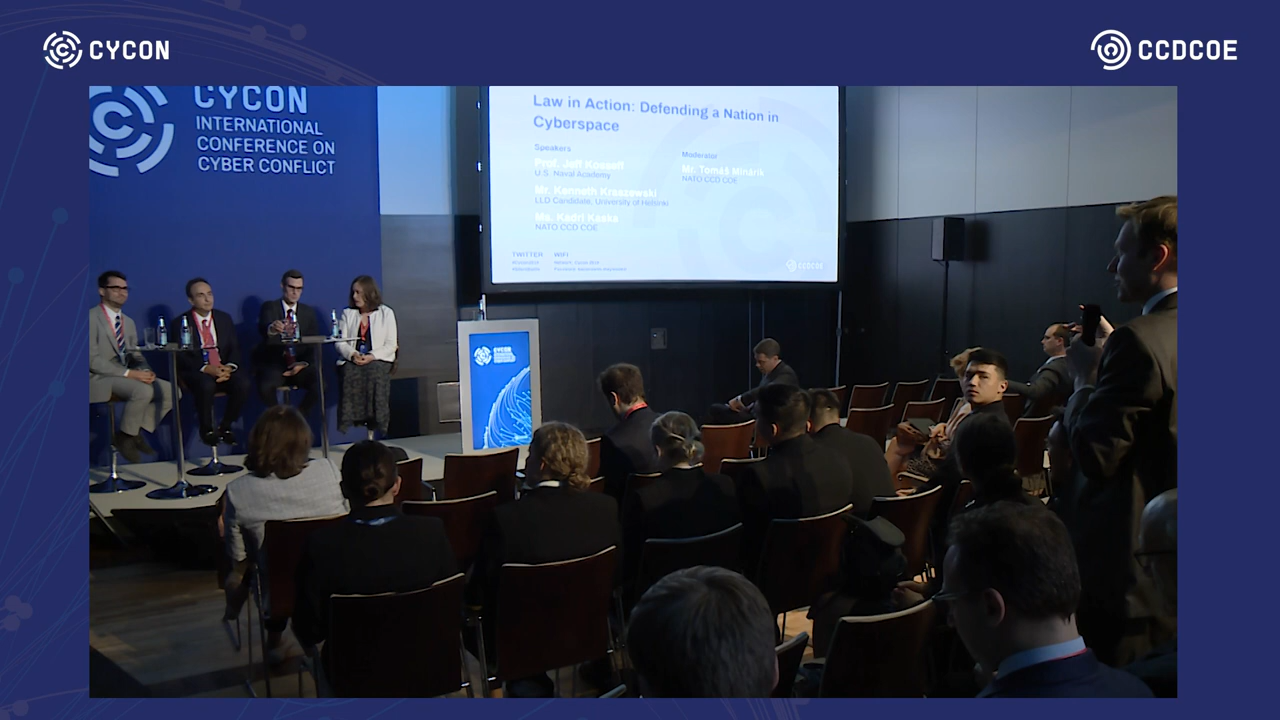 CYCON
CCDCOE
CYCON
INTERNATIONAL
CONFERENCE ON
CYBER CONFLICT
Law in Action: Defending a Nation in
Cyberspace
Speakers
Moderator
Prof. Jeff Kosseff
Mr. Tomáš Minárik
U.S. Naval Academy
NATO CCD COE
Mr. Kenneth Kraszewski
LLD Candidate, University of Helsinki
Ms. Kadri Kaska
NATO CCD COE
TWITTER
WIFI
CCDCOE
CYCON